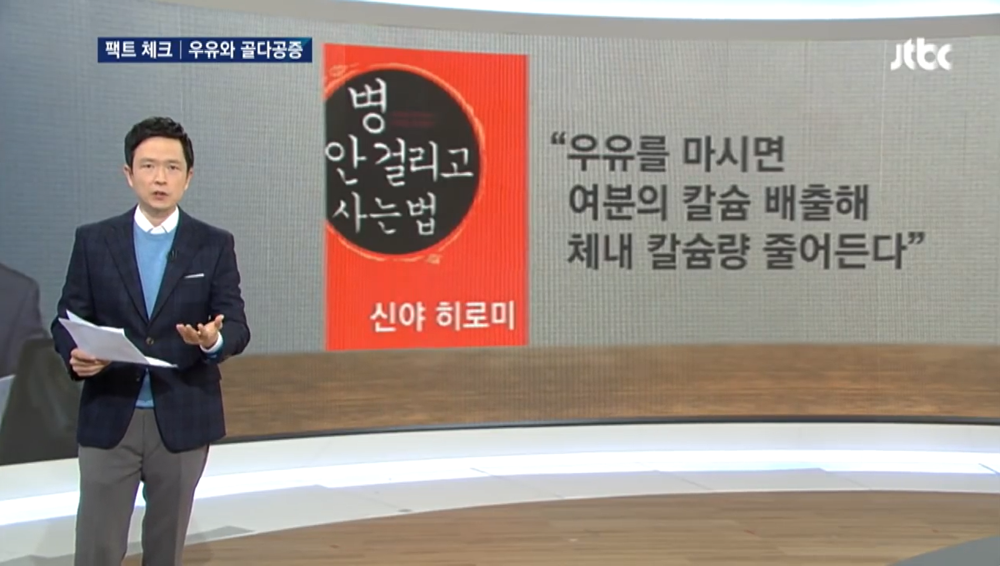 팩트 체크 | 우유와 골다공증
jtbc
병
안 걸리고
사는 법
신야 히로미
“우유를 마시면
여분의 칼슘 배출해
체내 칼슘량 줄어든다”